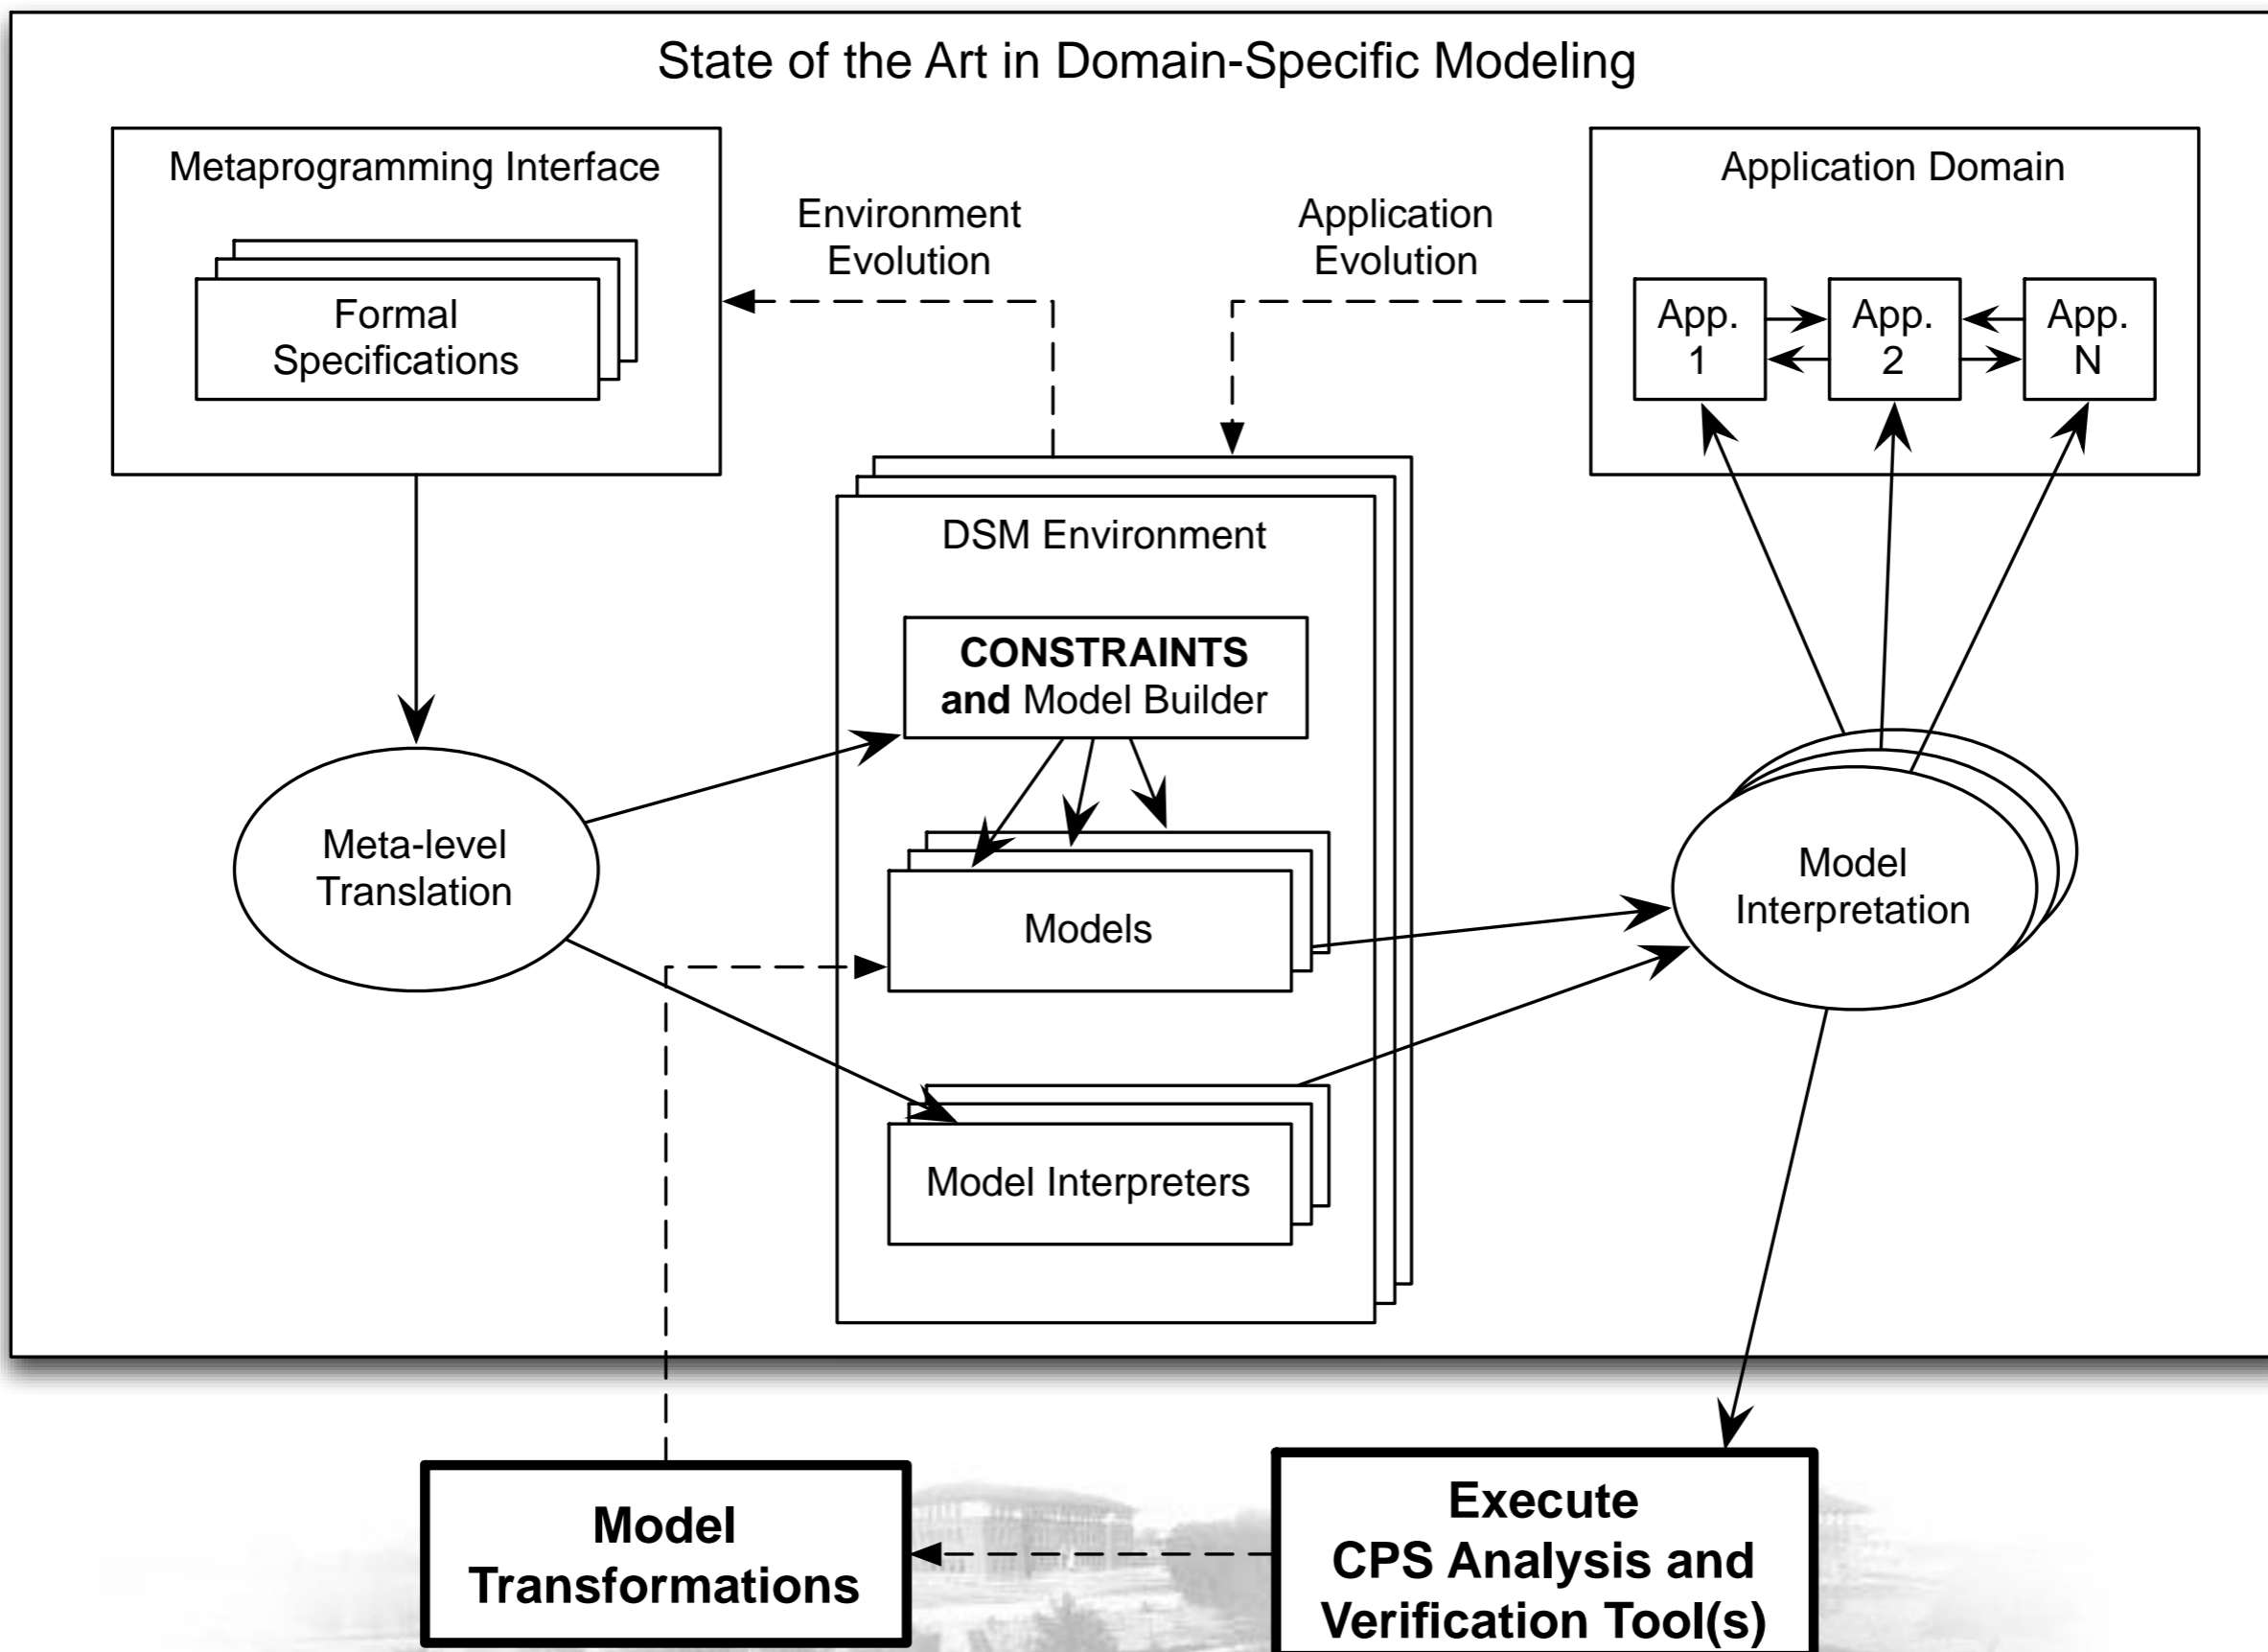 State of the Art in Domain-Specific Modeling
Metaprogramming Interface
Formal
Specifications
Environment
Evolution
Application
Evolution
Application Domain
App.
1
App.
2
App.
N
DSM Environment
CONSTRAINTS
and Model Builder
Meta-level
Translation
Models
Model
Interpretation
Model Interpreters
Model
Transformations
Execute
CPS Analysis and
Verification Tool(s)